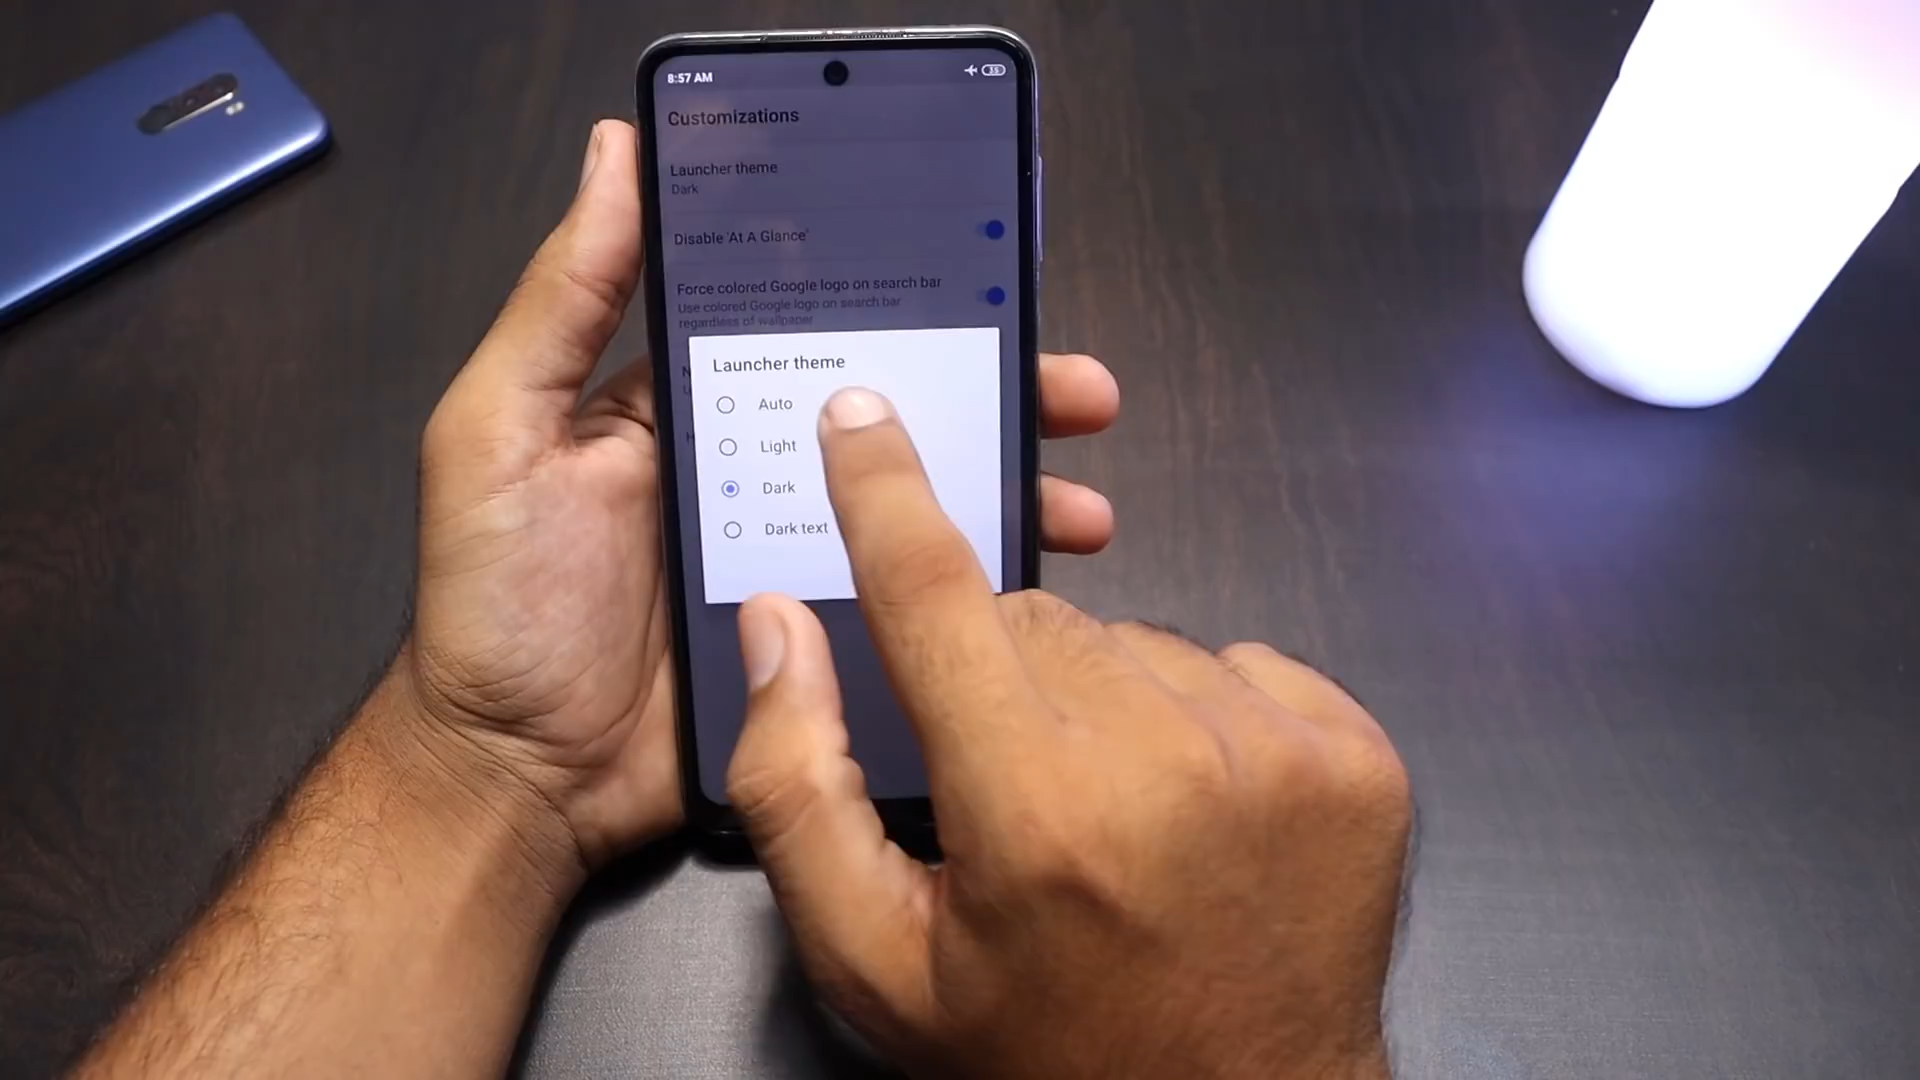 8:57 AM
35
Customizations
Launcher theme
Dark
Disable 'At A Glance'
Force colored Google logo on search bar
Use colored Google logo on search bar
regardless of wallpaper
Launcher theme
Auto
Light
Dark
Dark text